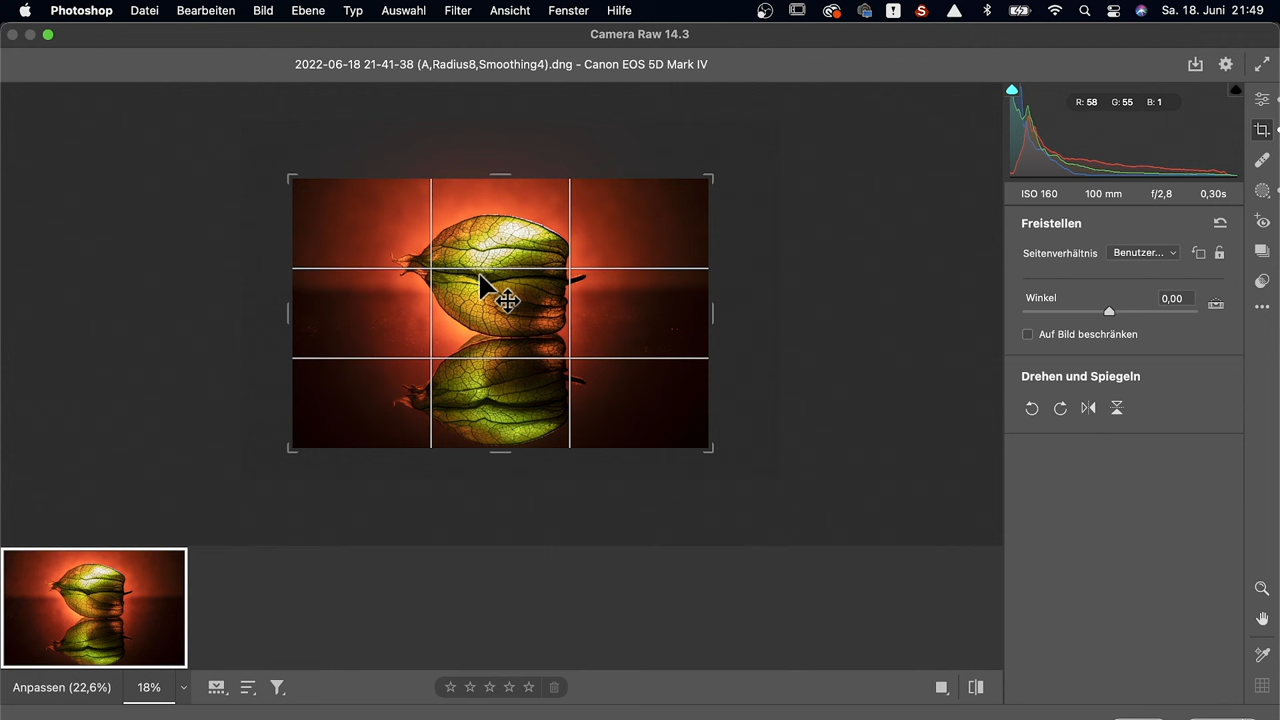 Photoshop Datei Bearbeiten Bild Ebene Typ Auswahl Filter Ansicht Fenster Hilfe Sa. 18. Juni 21:49
Camera Raw 14.3
2022-06-18 21-41-38 (A,Radius8,Smoothing4).dng - Canon EOS 5D Mark IV
R: 58 G: 55 B: 1
ISO 160 100 mm f/2,8 0,30s
Freistellen
Seitenverhältnis Benutzer...
Winkel 0,00
Auf Bild beschränken
Drehen und Spiegeln
Anpassen (22,6%) 18%